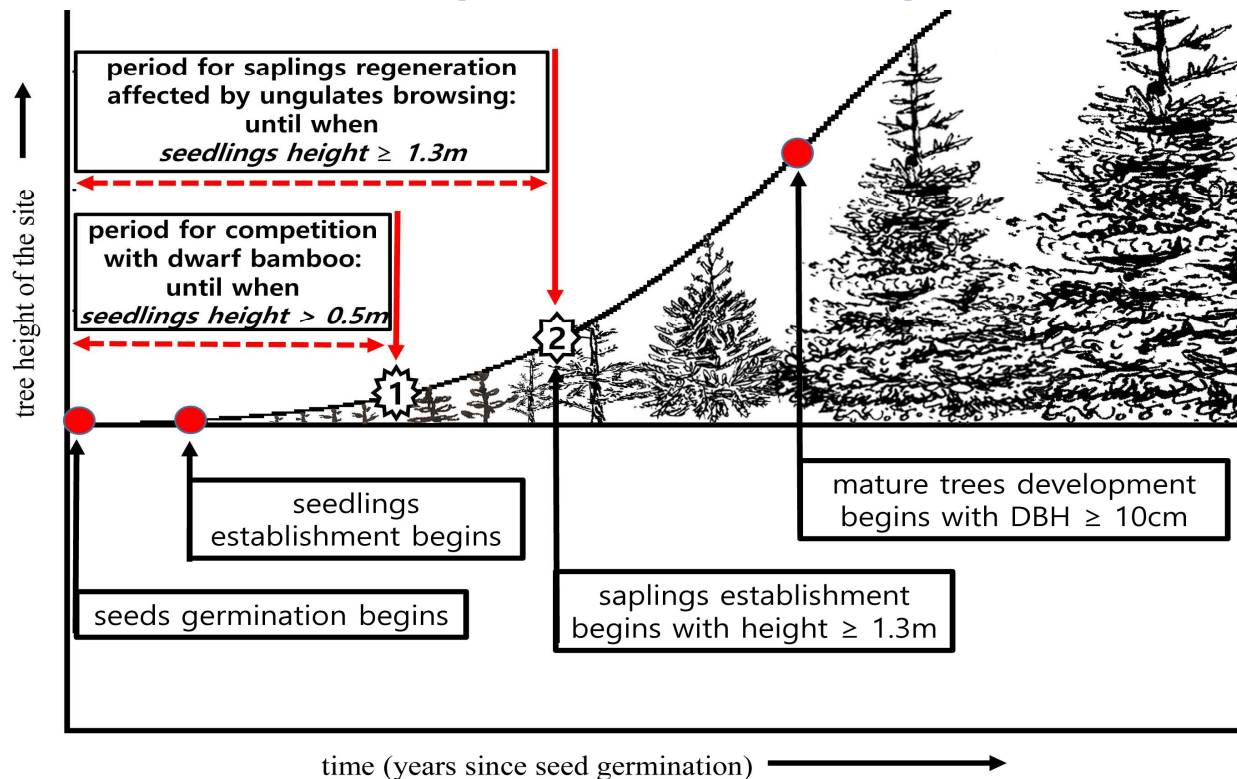 period for saplings regeneration
affected by ungulates browsing:
until when
seedlings height ≥ 1.3m
period for competition
with dwarf bamboo:
until when
seedlings height > 0.5m
tree height of the site
1
2
seedlings
establishment begins
mature trees development
begins with DBH ≥ 10cm
seeds germination begins
saplings establishment
begins with height ≥ 1.3m
time (years since seed germination)